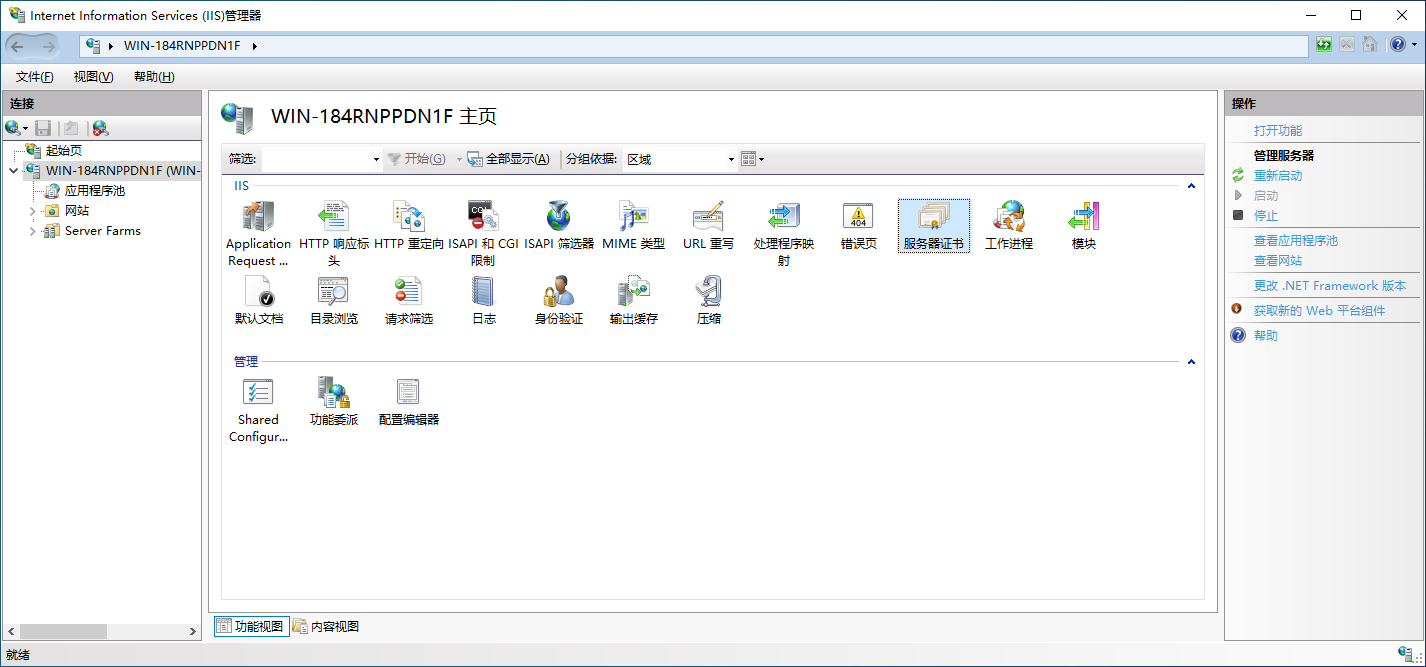 Internet Information Services (IIS)管理器
WIN-184RNPPDN1F
文件(F) 视图(V) 帮助(H)
连接
起始页
WIN-184RNPPDN1F (WIN-
应用程序池
网站
Server Farms
WIN-184RNPPDN1F 主页
筛选: 开始(G) 全部显示(A) 分组依据: 区域
IIS
Application Request ...
HTTP 响应标头
HTTP 重定向
ISAPI 和 CGI 限制
ISAPI 筛选器
MIME 类型
URL 重写
处理程序映射
错误页
服务器证书
工作进程
模块
默认文档
目录浏览
请求筛选
日志
身份验证
输出缓存
压缩
管理
Shared Configur...
功能委派
配置编辑器
功能视图 内容视图
操作
打开功能
管理服务器
重新启动
启动
停止
查看应用程序池
查看网站
更改 .NET Framework 版本
获取新的 Web 平台组件
帮助
就绪